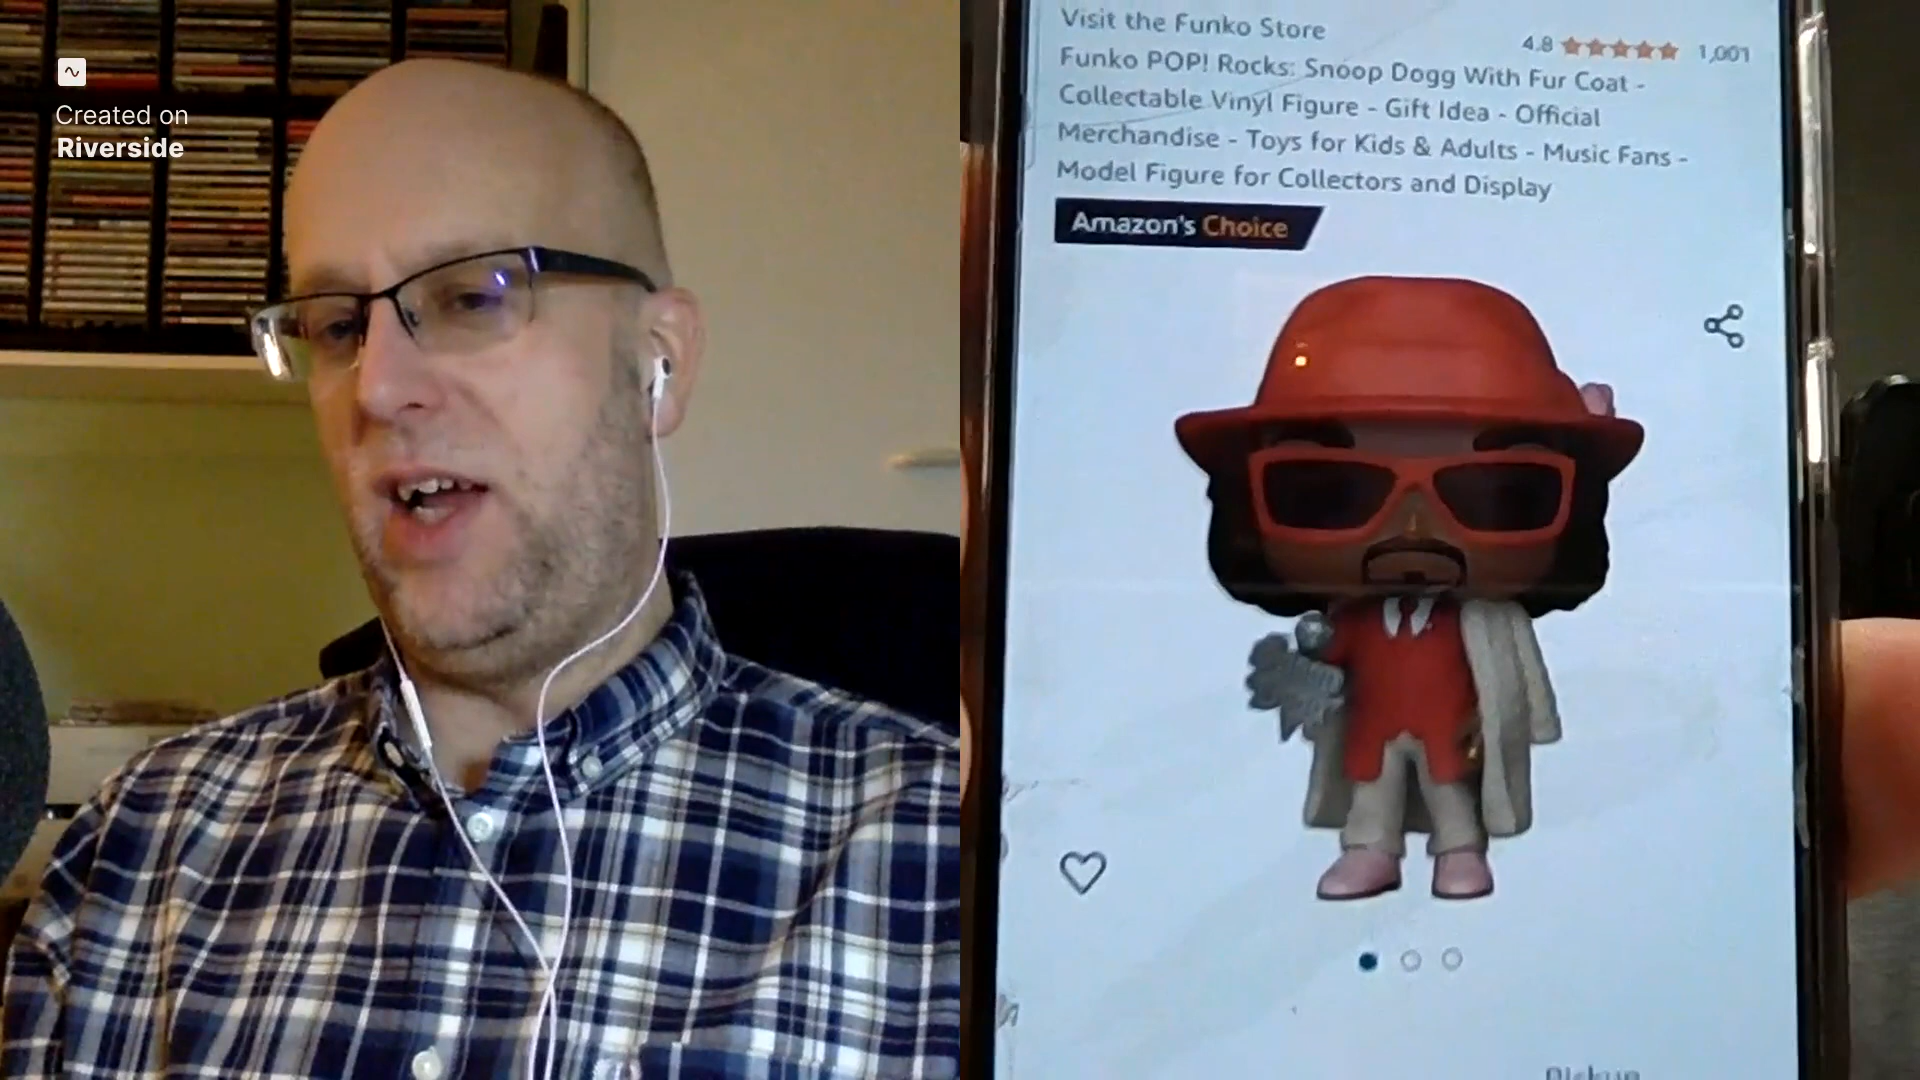 Created on
Riverside
Visit the Funko Store
4.8 1,001
Funko POP! Rocks: Snoop Dogg With Fur Coat -
Collectable Vinyl Figure - Gift Idea - Official
Merchandise - Toys for Kids & Adults - Music Fans -
Model Figure for Collectors and Display
Amazon's Choice